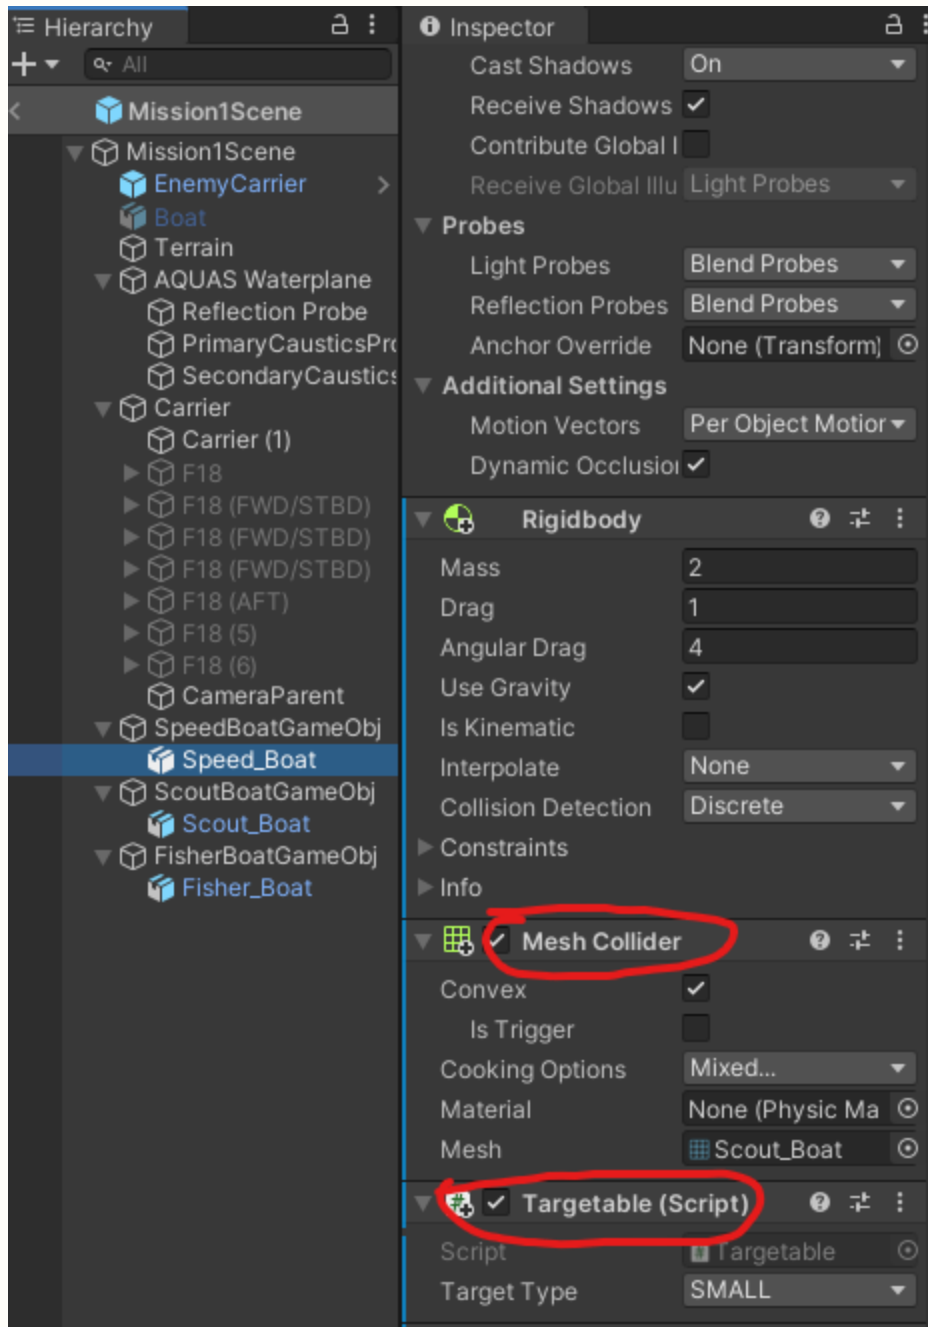 Hierarchy
All
Mission1Scene
Mission1Scene
EnemyCarrier
Boat
Terrain
AQUAS Waterplane
Reflection Probe
PrimaryCausticsPro
SecondaryCaustics
Carrier
Carrier (1)
F18
F18 (FWD/STBD)
F18 (FWD/STBD)
F18 (FWD/STBD)
F18 (AFT)
F18 (5)
F18 (6)
CameraParent
SpeedBoatGameObj
Speed_Boat
ScoutBoatGameObj
Scout_Boat
FisherBoatGameObj
Fisher_Boat
Inspector
Cast Shadows On
Receive Shadows
Contribute Global I
Receive Global Illu Light Probes
Probes
Light Probes Blend Probes
Reflection Probes Blend Probes
Anchor Override None (Transform)
Additional Settings
Motion Vectors Per Object Motion
Dynamic Occlusion
Rigidbody
Mass 2
Drag 1
Angular Drag 4
Use Gravity
Is Kinematic
Interpolate None
Collision Detection Discrete
Constraints
Info
Mesh Collider
Convex
Is Trigger
Cooking Options Mixed...
Material None (Physic Ma
Mesh Scout_Boat
Targetable (Script)
Script Targetable
Target Type SMALL